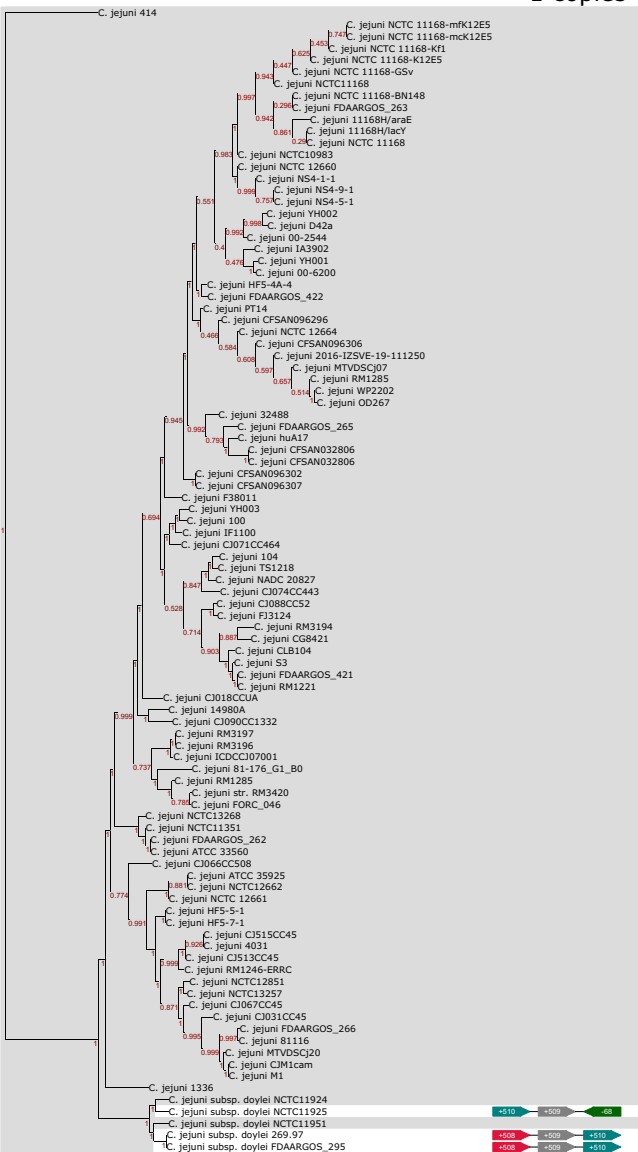 C. jejuni 414
C. jejuni NCTC 11168-mfK12E5
C. jejuni NCTC 11168-mcK12E5
C. jejuni NCTC 11168-Kf1
C. jejuni NCTC 11168-K12E5
C. jejuni NCTC 11168-GSv
C. jejuni NCTC11168
C. jejuni NCTC 11168-BN148
C. jejuni FDAARGOS_263
C. jejuni 11168H/araE
C. jejuni 11168H/lacY
C. jejuni NCTC 11168
C. jejuni NCTC10983
C. jejuni NCTC 12660
C. jejuni NS4-1-1
C. jejuni NS4-9-1
C. jejuni NS4-5-1
C. jejuni YH002
C. jejuni D42a
C. jejuni 00-2544
C. jejuni IA3902
C. jejuni YH001
C. jejuni 00-6200
C. jejuni HF5-4A-4
C. jejuni FDAARGOS_422
C. jejuni PT14
C. jejuni CFSAN096296
C. jejuni NCTC 12664
C. jejuni CFSAN096306
C. jejuni 2016-IZSVE-19-111250
C. jejuni MTVDSCj07
C. jejuni RM1285
C. jejuni WP2202
C. jejuni OD267
C. jejuni 32488
C. jejuni FDAARGOS_265
C. jejuni huA17
C. jejuni CFSAN032806
C. jejuni CFSAN032806
C. jejuni CFSAN096302
C. jejuni CFSAN096307
C. jejuni F38011
C. jejuni YH003
C. jejuni 100
C. jejuni IF1100
C. jejuni CJ071CC464
C. jejuni 104
C. jejuni TS1218
C. jejuni NADC 20827
C. jejuni CJ074CC443
C. jejuni CJ088CC52
C. jejuni FJ3124
C. jejuni RM3194
C. jejuni CG8421
C. jejuni CLB104
C. jejuni S3
C. jejuni FDAARGOS_421
C. jejuni RM1221
C. jejuni CJ018CCUA
C. jejuni 14980A
C. jejuni CJ090CC1332
C. jejuni RM3197
C. jejuni RM3196
C. jejuni ICDCCJ07001
C. jejuni 81-176_G1_B0
C. jejuni RM1285
C. jejuni str. RM3420
C. jejuni FORC_046
C. jejuni NCTC13268
C. jejuni NCTC11351
C. jejuni FDAARGOS_262
C. jejuni ATCC 33560
C. jejuni CJ066CC508
C. jejuni ATCC 35925
C. jejuni NCTC12662
C. jejuni NCTC 12661
C. jejuni HF5-5-1
C. jejuni HF5-7-1
C. jejuni CJ515CC45
C. jejuni 4031
C. jejuni CJ513CC45
C. jejuni RM1246-ERRC
C. jejuni NCTC12851
C. jejuni NCTC13257
C. jejuni CJ067CC45
C. jejuni CJ031CC45
C. jejuni FDAARGOS_266
C. jejuni 81116
C. jejuni MTVDSCj20
C. jejuni CJM1cam
C. jejuni M1
C. jejuni 1336
C. jejuni subsp. doylei NCTC11924
C. jejuni subsp. doylei NCTC11925 +510 +509 -68
C. jejuni subsp. doylei NCTC11951
C. jejuni subsp. doylei 269.97 +508 +509 +510
C. jejuni subsp. doylei FDAARGOS_295 +508 +509 +510